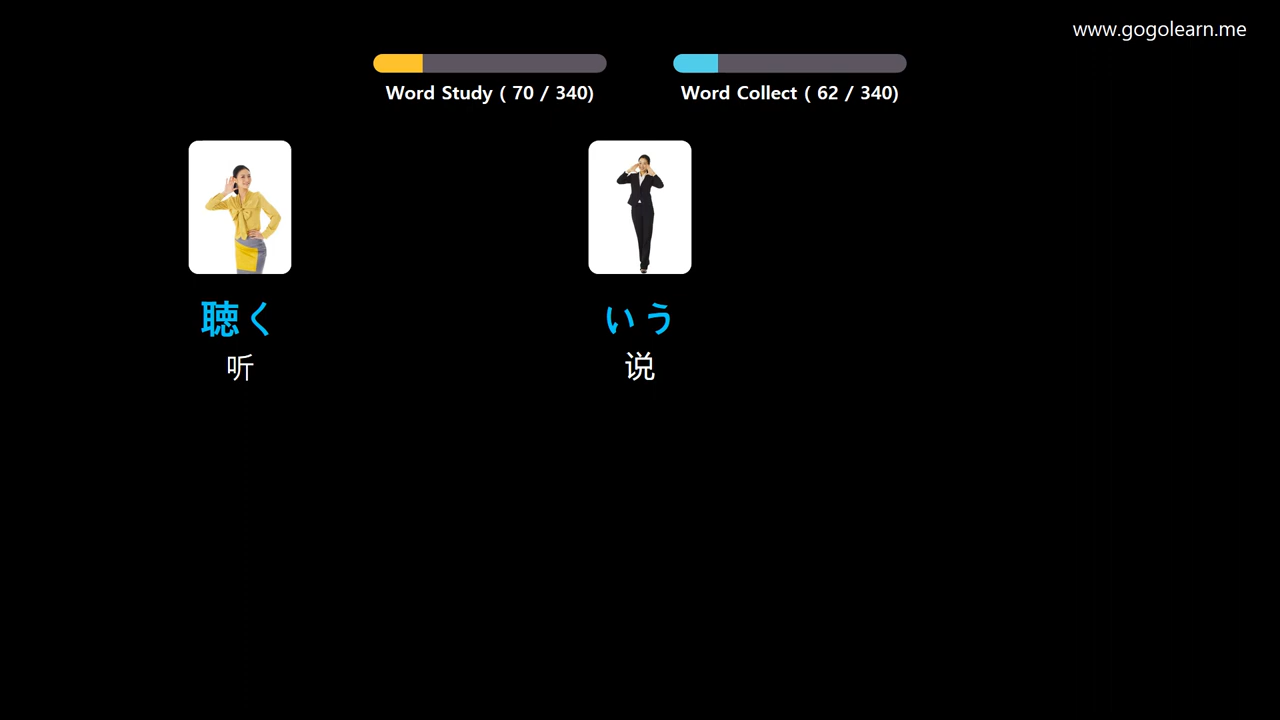 www.gogolearn.me
Word Study ( 70 / 340)
Word Collect ( 62 / 340)
聴く
いう
听
说